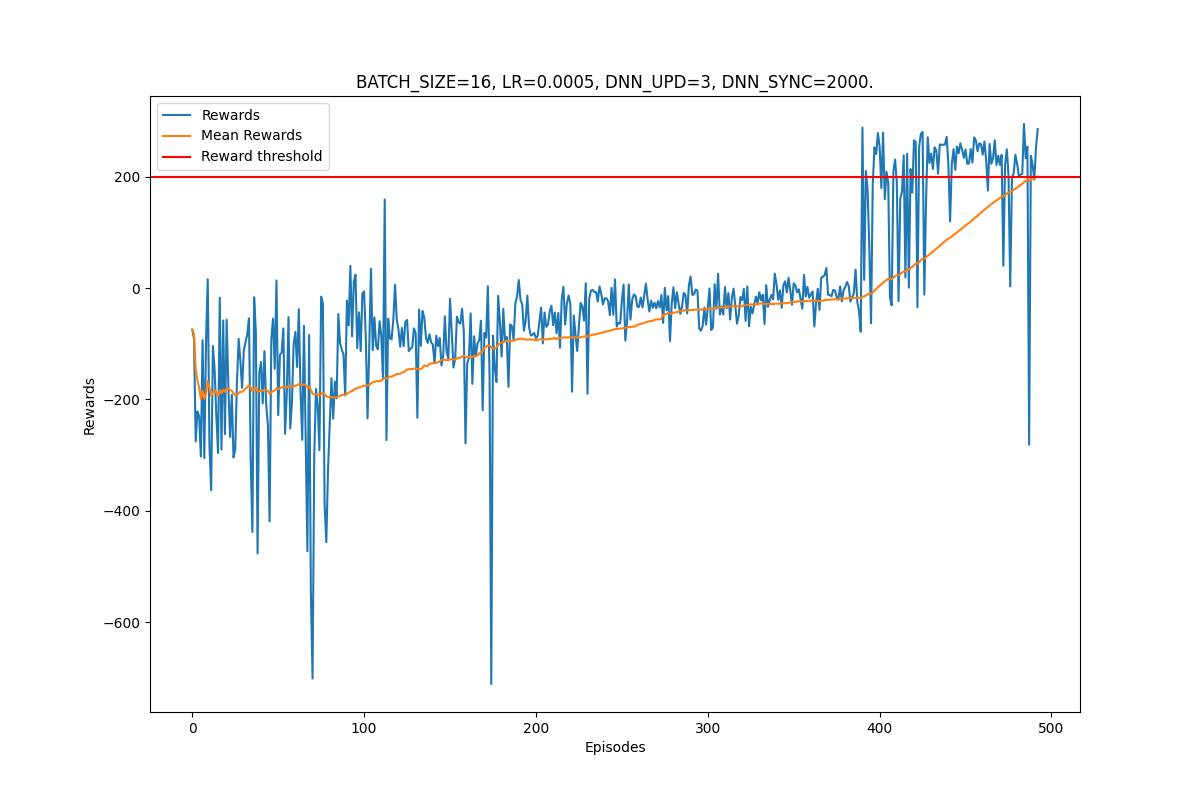 BATCH_SIZE=16, LR=0.0005, DNN_UPD=3, DNN_SYNC=2000.
Rewards
Mean Rewards
Reward threshold
200
0
−200
−400
−600
Rewards
0 100 200 300 400 500
Episodes